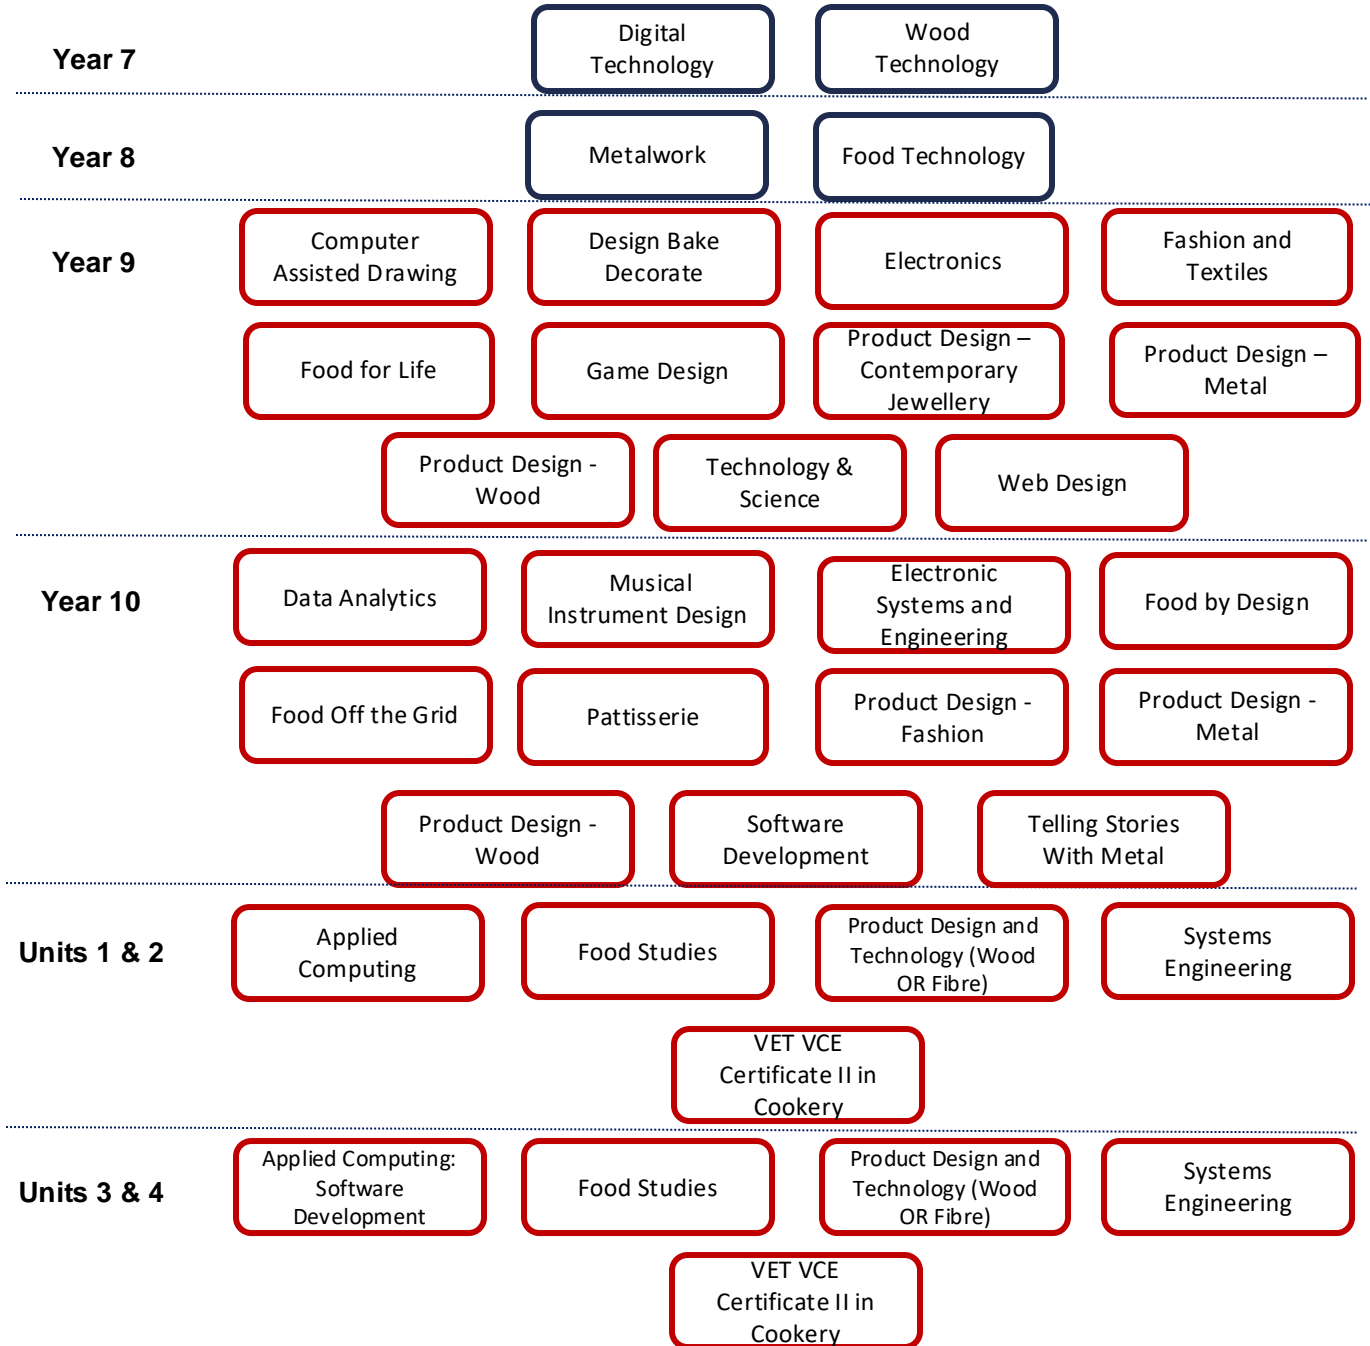 Year 7
Digital
Technology
Wood
Technology
Year 8
Metalwork
Food Technology
Year 9
Computer
Assisted Drawing
Design Bake
Decorate
Electronics
Fashion and
Textiles
Food for Life
Game Design
Product Design –
Contemporary
Jewellery
Product Design –
Metal
Product Design -
Wood
Technology &
Science
Web Design
Year 10
Data Analytics
Musical
Instrument Design
Electronic
Systems and
Engineering
Food by Design
Food Off the Grid
Pattisserie
Product Design -
Fashion
Product Design -
Metal
Product Design -
Wood
Software
Development
Telling Stories
With Metal
Units 1 & 2
Applied
Computing
Food Studies
Product Design and
Technology (Wood
OR Fibre)
Systems
Engineering
VET VCE
Certificate II in
Cookery
Units 3 & 4
Applied Computing:
Software
Development
Food Studies
Product Design and
Technology (Wood
OR Fibre)
Systems
Engineering
VET VCE
Certificate II in
Cookery